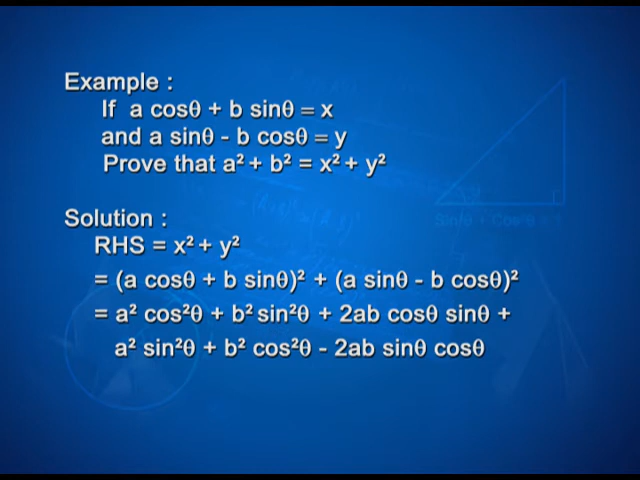 Example :
If a cosθ + b sinθ = x
and a sinθ - b cosθ = y
Prove that a² + b² = x² + y²
Solution :
RHS = x² + y²
= (a cosθ + b sinθ)² + (a sinθ - b cosθ)²
= a² cos²θ + b² sin²θ + 2ab cosθ sinθ +
a² sin²θ + b² cos²θ - 2ab sinθ cosθ